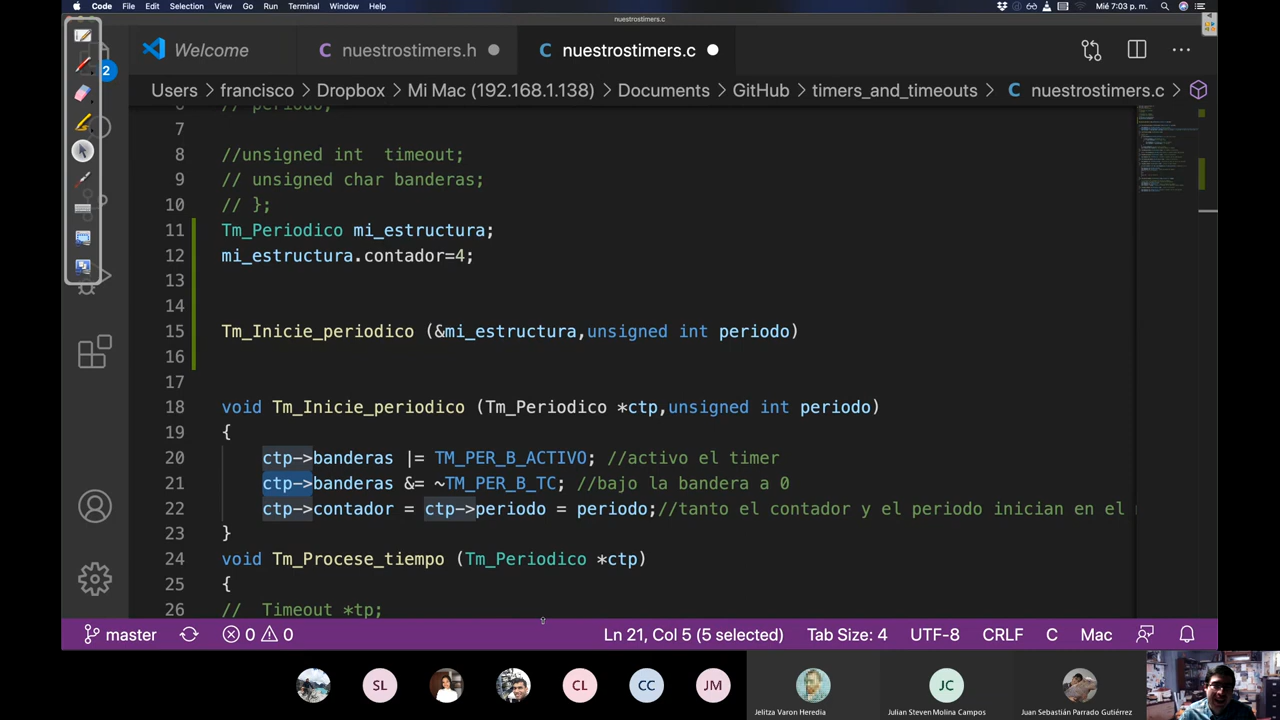 Code File Edit Selection View Go Run Terminal Window Help Mié 7:03 p. m.
nuestrostimers.c
Welcome nuestrostimers.h nuestrostimers.c
2
Users > francisco > Dropbox > Mi Mac (192.168.1.138) > Documents > GitHub > timers_and_timeouts > C nuestrostimers.c >
6 // periodo;
7
8 //unsigned int timeout;
9 // unsigned char banderas;
10 // };
11 Tm_Periodico mi_estructura;
12 mi_estructura.contador=4;
13
14
15 Tm_Inicie_periodico (&mi_estructura,unsigned int periodo)
16
17
18 void Tm_Inicie_periodico (Tm_Periodico *ctp,unsigned int periodo)
19 {
20 ctp->banderas |= TM_PER_B_ACTIVO; //activo el timer
21 ctp->banderas &= ~TM_PER_B_TC; //bajo la bandera a 0
22 ctp->contador = ctp->periodo = periodo;//tanto el contador y el periodo inician en el
23 }
24 void Tm_Procese_tiempo (Tm_Periodico *ctp)
25 {
26 // Timeout *tp;
master 0 0 Ln 21, Col 5 (5 selected) Tab Size: 4 UTF-8 CRLF C Mac
SL CL CC JM JC
Jelitza Varon Heredia Julian Steven Molina Campos Juan Sebastián Parrado Gutiérrez